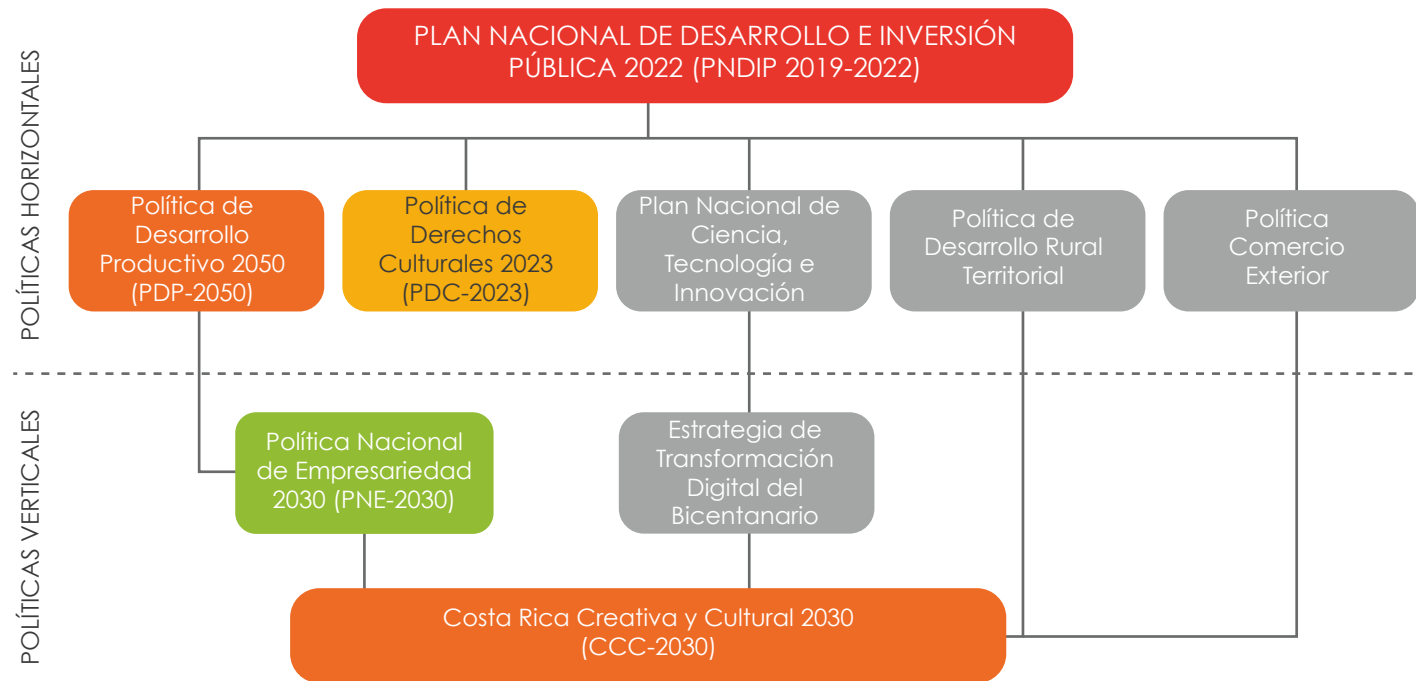 POLÍTICAS HORIZONTALES
PLAN NACIONAL DE DESARROLLO E INVERSIÓN
PÚBLICA 2022 (PNDIP 2019-2022)
Política de
Desarrollo
Productivo 2050
(PDP-2050)
Política de
Derechos
Culturales 2023
(PDC-2023)
Plan Nacional de
Ciencia,
Tecnología e
Innovación
Política de
Desarrollo Rural
Territorial
Política
Comercio
Exterior
POLÍTICAS VERTICALES
Política Nacional
de Empresariedad
2030 (PNE-2030)
Estrategia de
Transformación
Digital del
Bicentanario
Costa Rica Creativa y Cultural 2030
(CCC-2030)